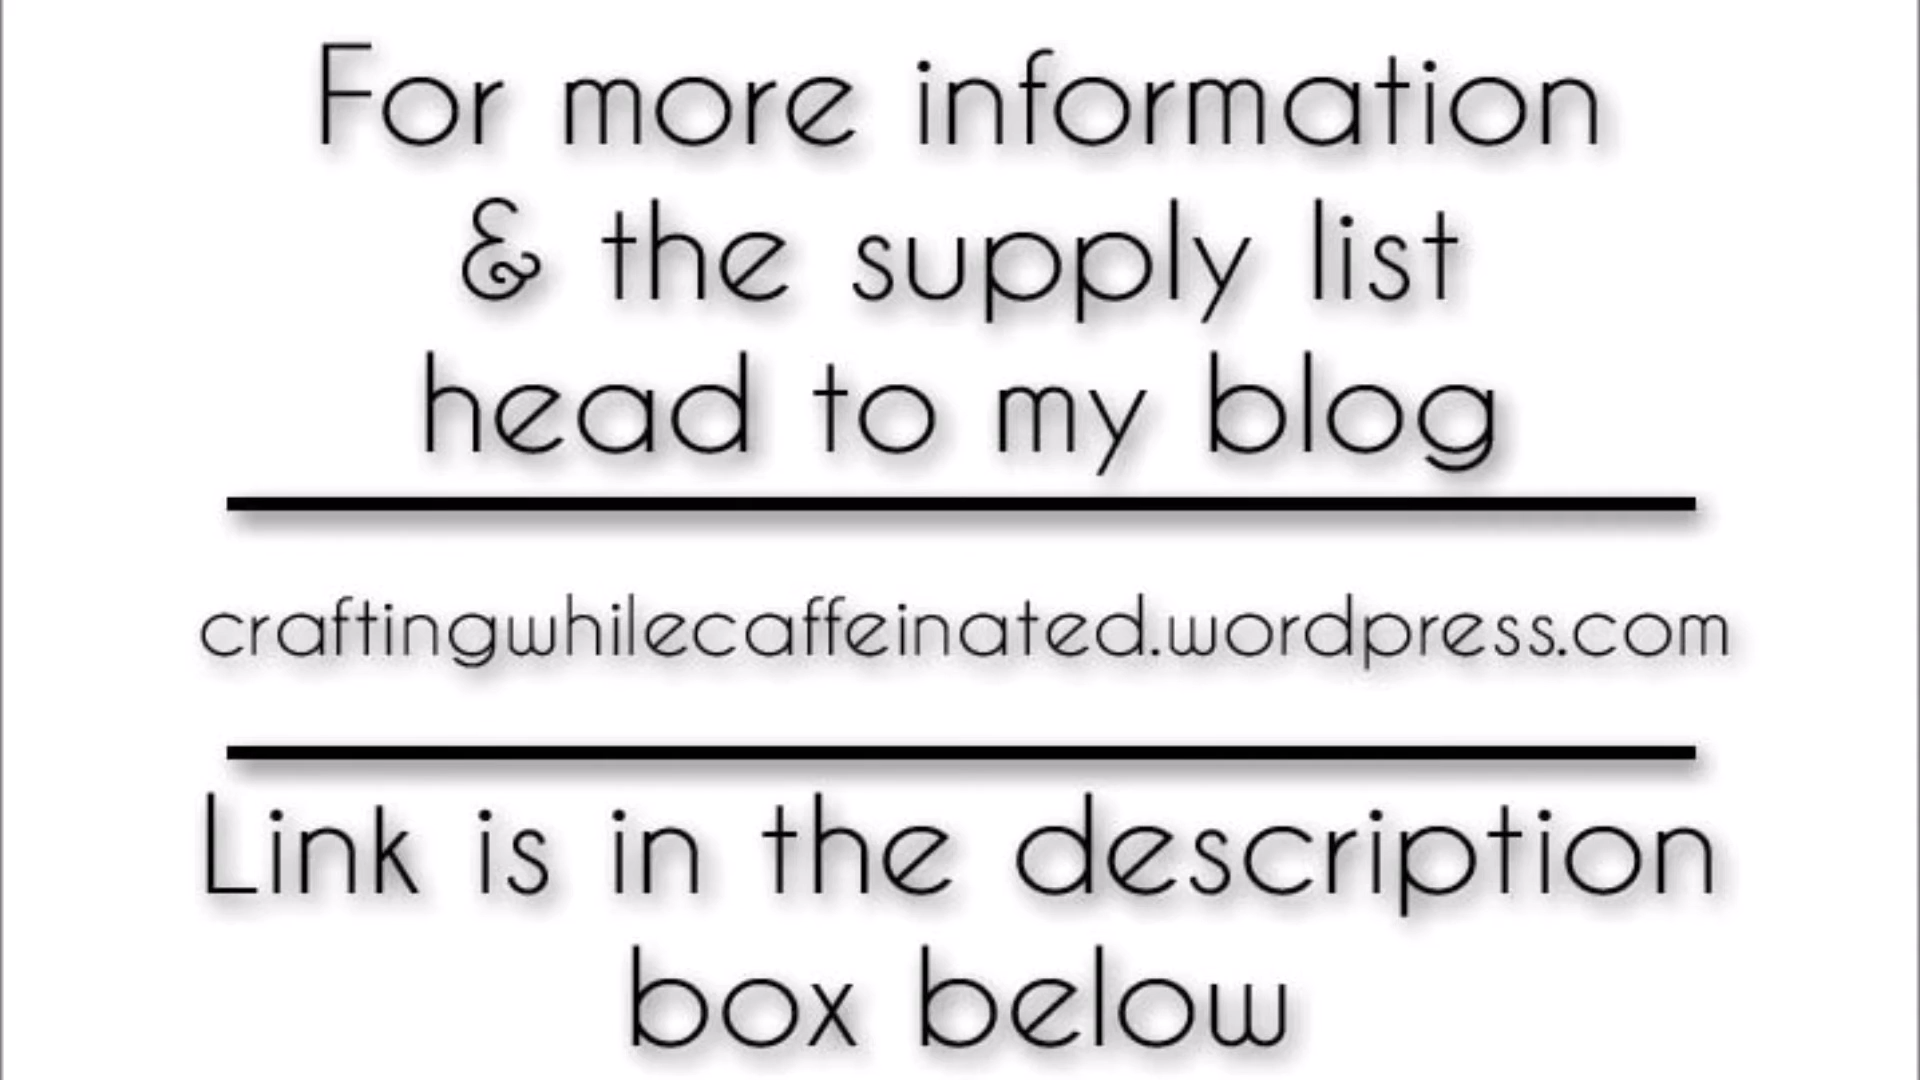 For more information
& the supply list
head to my blog
craftingwhilecaffeinated.wordpress.com
Link is in the description
box below